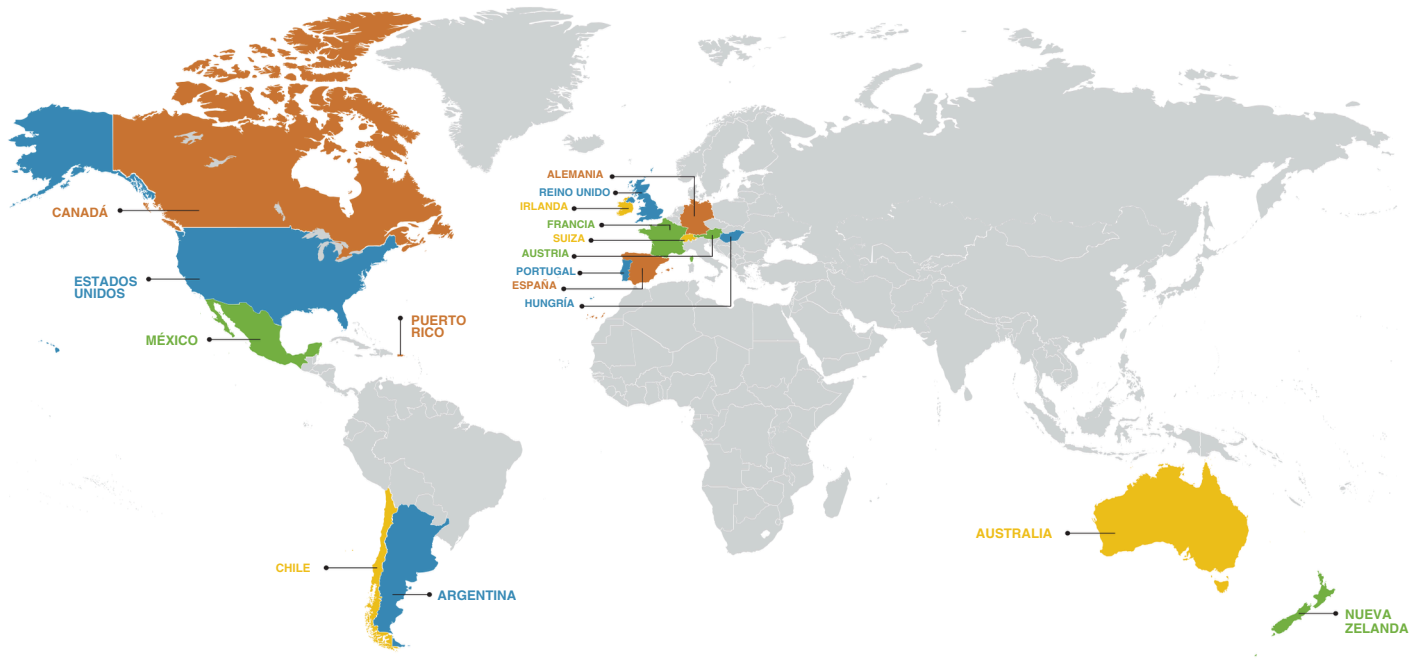 ALEMANIA
REINO UNIDO
IRLANDA
CANADÁ
FRANCIA
SUIZA
AUSTRIA
PORTUGAL
ESTADOS
UNIDOS
ESPAÑA
HUNGRÍA
PUERTO
RICO
MÉXICO
AUSTRALIA
CHILE
ARGENTINA
NUEVA
ZELANDA